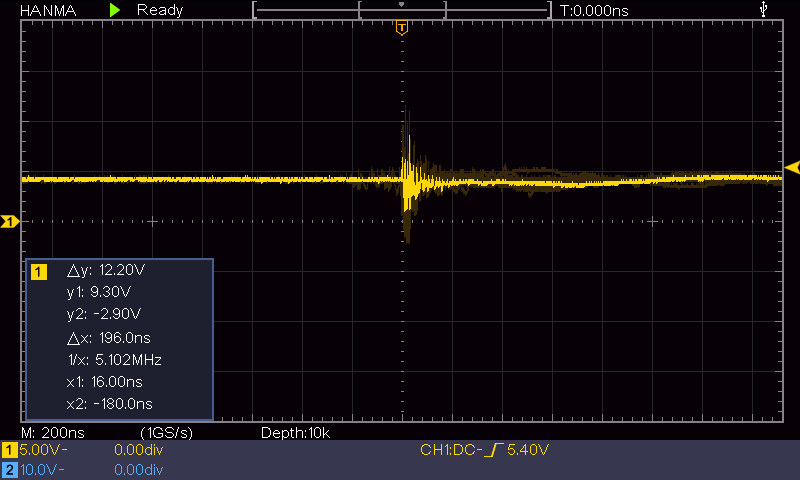 HANMA Ready T:0.000ns
T
1
1 △y: 12.20V
y1: 9.30V
y2: -2.90V
△x: 196.0ns
1/x: 5.102MHz
x1: 16.00ns
x2: -180.0ns
M: 200ns (1GS/s) Depth:10k
1 5.00V- 0.00div CH1:DC- 5.40V
2 10.0V- 0.00div